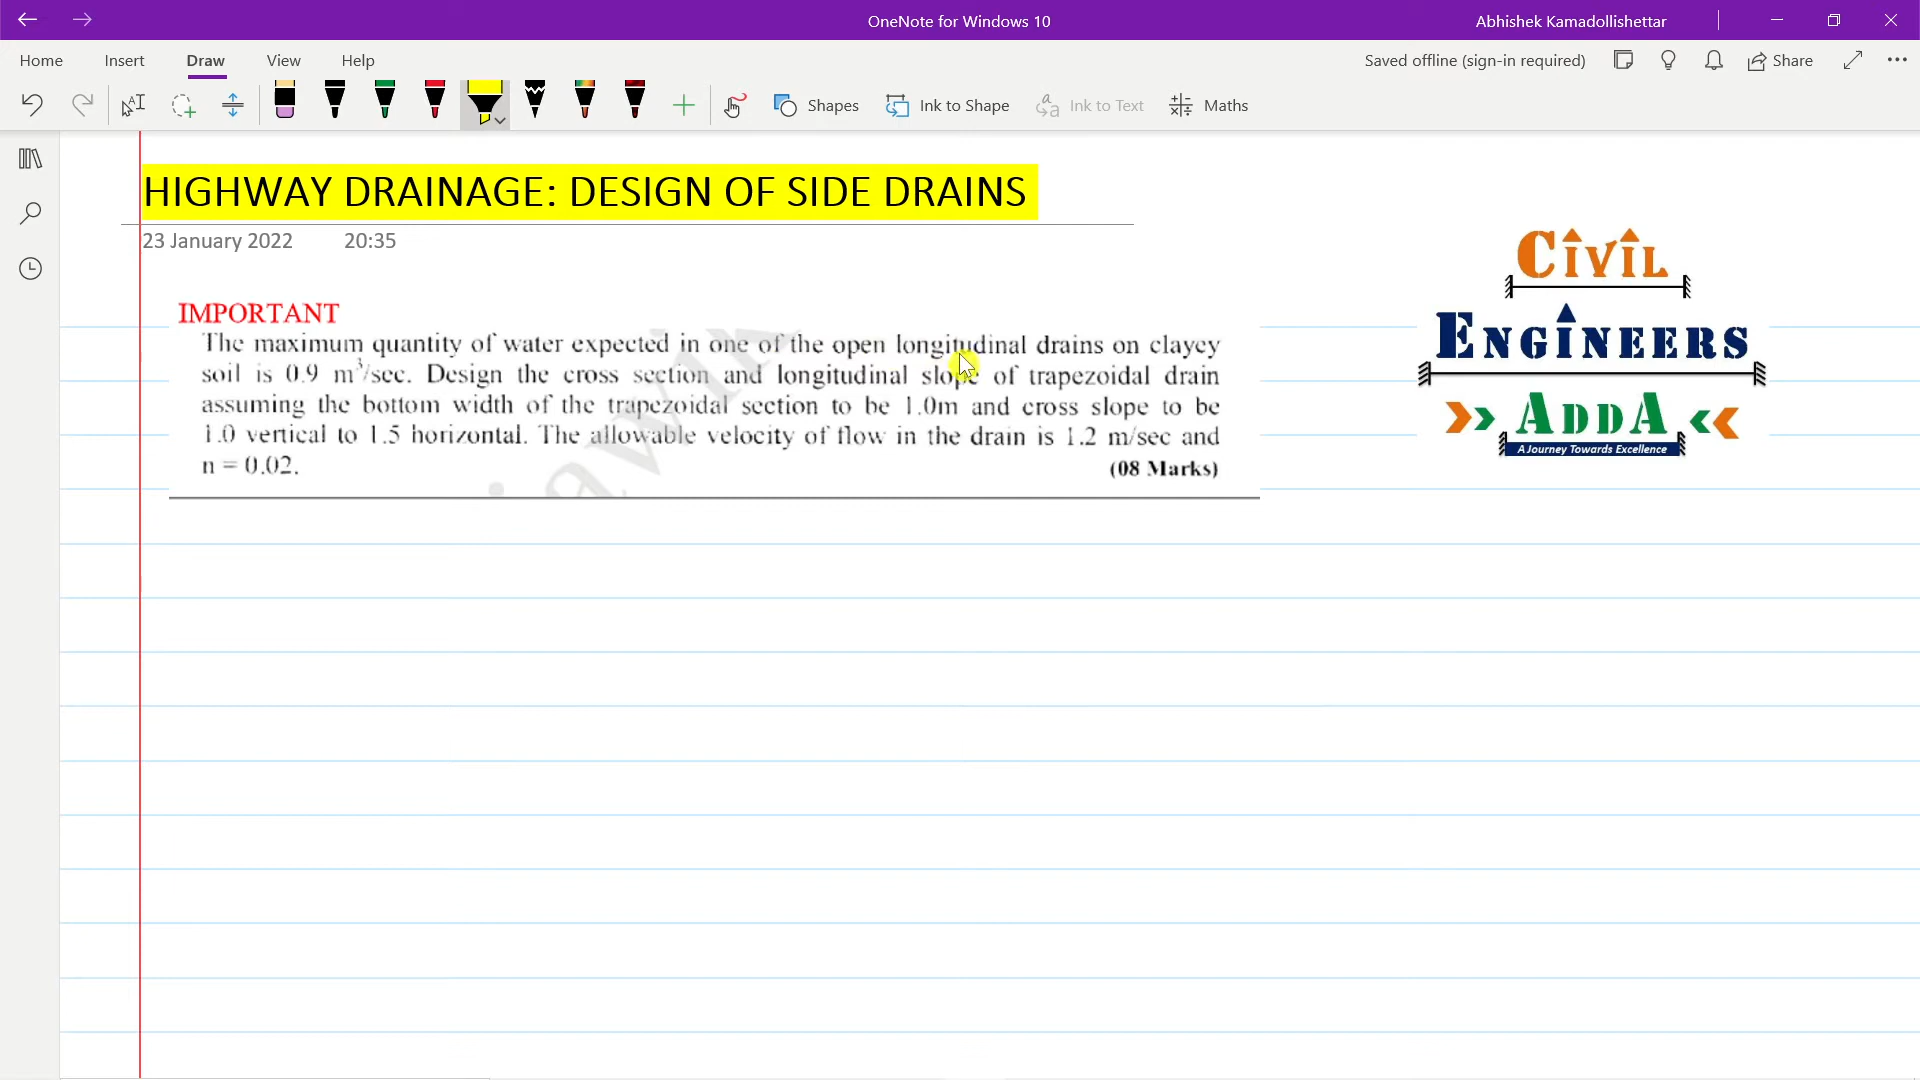 OneNote for Windows 10
Abhishek Kamadollishettar
Home Insert Draw View Help
Saved offline (sign-in required)
Share
Shapes
Ink to Shape
Ink to Text
Maths
HIGHWAY DRAINAGE: DESIGN OF SIDE DRAINS
23 January 2022 20:35
IMPORTANT
The maximum quantity of water expected in one of the open longitudinal drains on clayey
soil is 0.9 m³/sec. Design the cross section and longitudinal slope of trapezoidal drain
assuming the bottom width of the trapezoidal section to be 1.0m and cross slope to be
1.0 vertical to 1.5 horizontal. The allowable velocity of flow in the drain is 1.2 m/sec and
n = 0.02.
(08 Marks)
CIVIL
ENGINEERS
ADDA
A Journey Towards Excellence